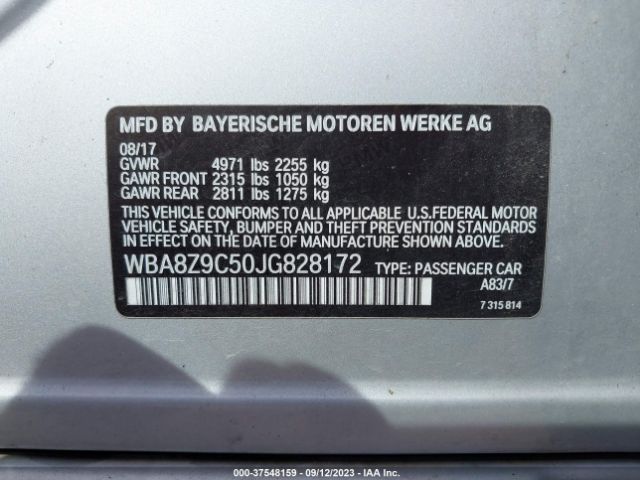 MFD BY BAYERISCHE MOTOREN WERKE AG
08/17
GVWR 4971 lbs 2255 kg
GAWR FRONT 2315 lbs 1050 kg
GAWR REAR 2811 lbs 1275 kg
THIS VEHICLE CONFORMS TO ALL APPLICABLE U.S.FEDERAL MOTOR
VEHICLE SAFETY, BUMPER, AND THEFT PREVENTION STANDARDS
IN EFFECT ON THE DATE OF MANUFACTURE SHOWN ABOVE.
WBA8Z9C50JG828172 TYPE: PASSENGER CAR
A83/7
7 315 814
000-37548159 - 09/12/2023 - IAAI.COM